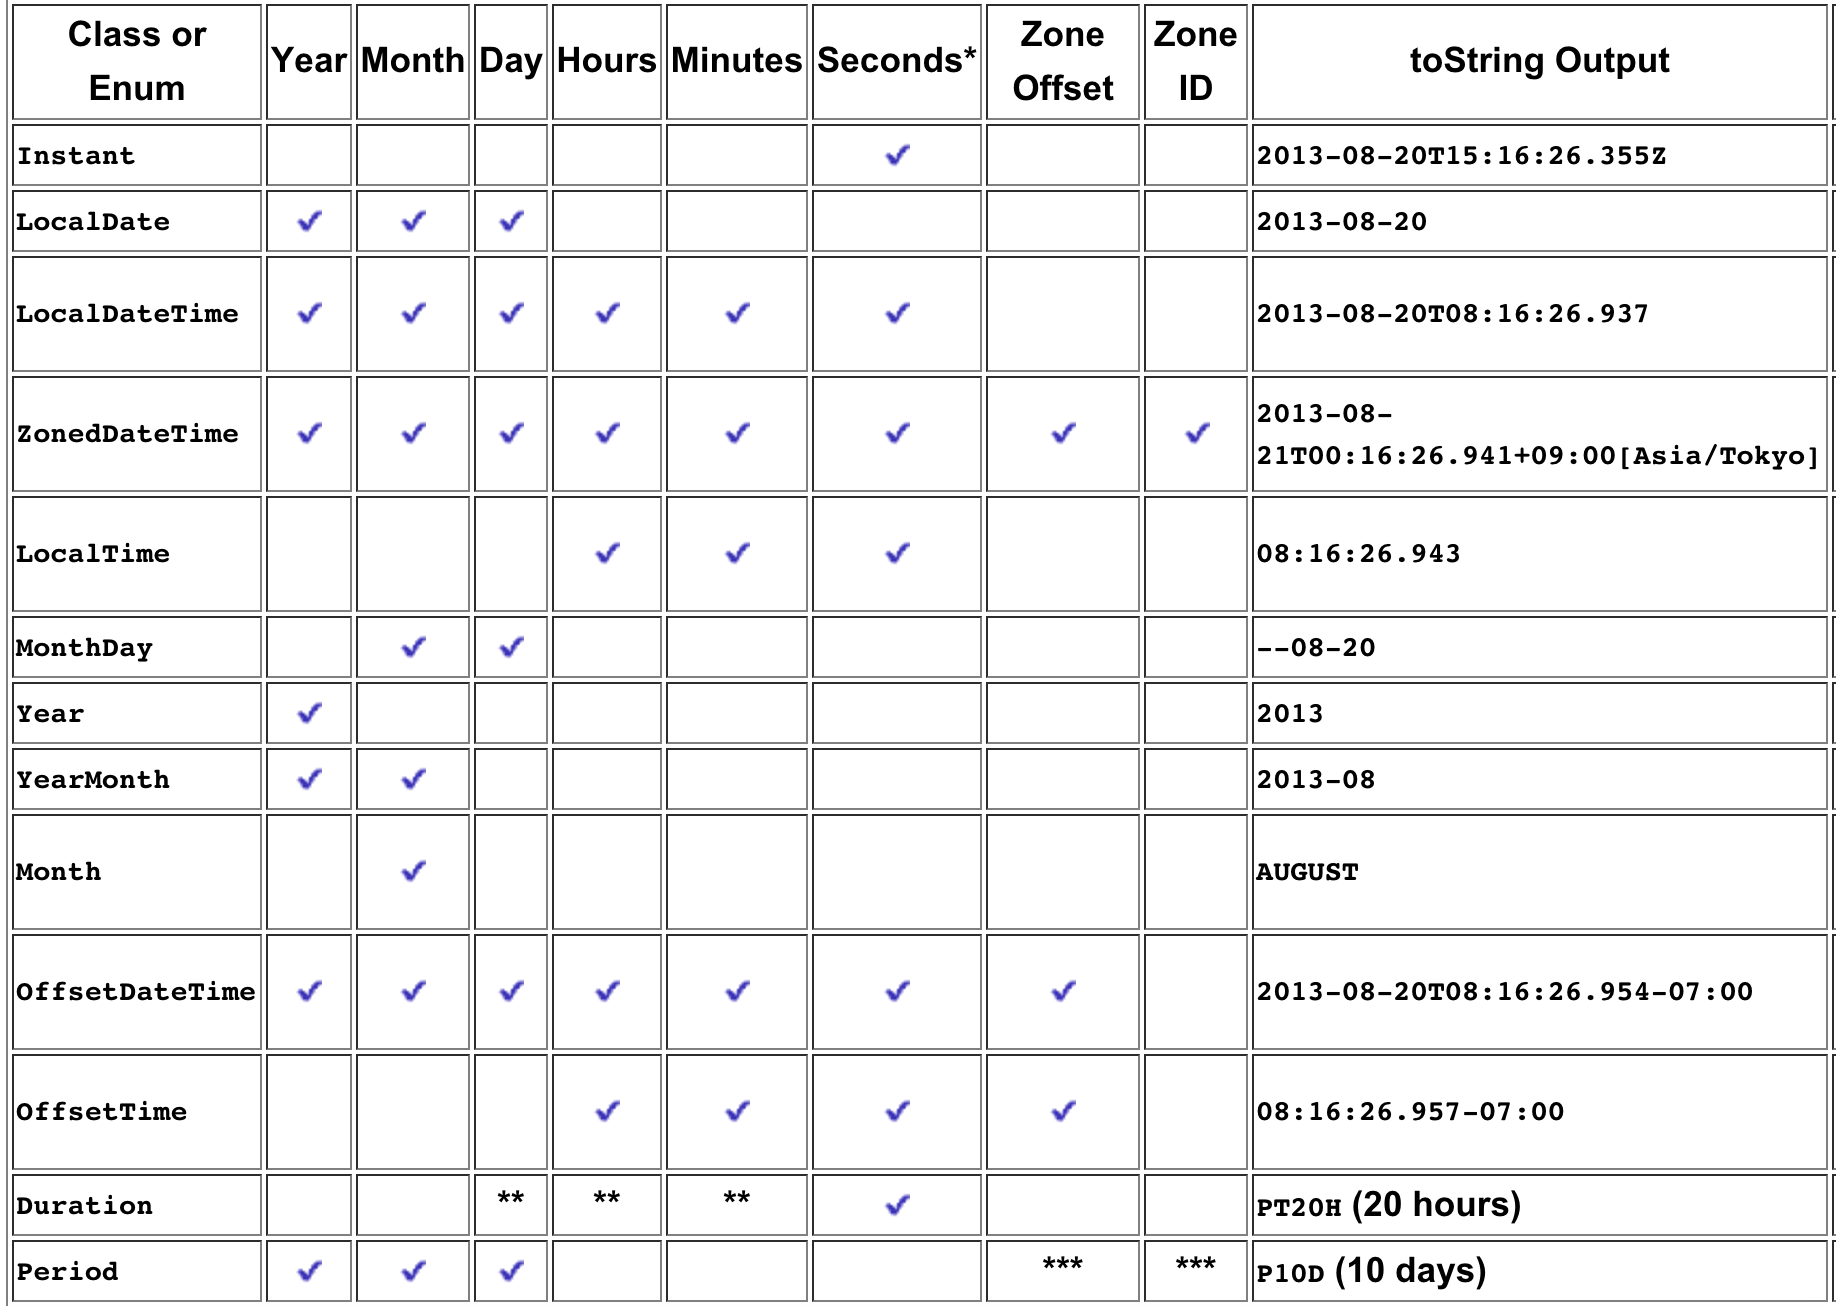 Class or Enum Year Month Day Hours Minutes Seconds* Zone Offset Zone ID toString Output
Instant ✔ 2013-08-20T15:16:26.355Z
LocalDate ✔ ✔ ✔ 2013-08-20
LocalDateTime ✔ ✔ ✔ ✔ ✔ ✔ 2013-08-20T08:16:26.937
ZonedDateTime ✔ ✔ ✔ ✔ ✔ ✔ ✔ ✔ 2013-08-
21T00:16:26.941+09:00[Asia/Tokyo]
LocalTime ✔ ✔ ✔ 08:16:26.943
MonthDay ✔ ✔ --08-20
Year ✔ 2013
YearMonth ✔ ✔ 2013-08
Month ✔ AUGUST
OffsetDateTime ✔ ✔ ✔ ✔ ✔ ✔ ✔ 2013-08-20T08:16:26.954-07:00
OffsetTime ✔ ✔ ✔ ✔ 08:16:26.957-07:00
Duration ** ** ** ✔ PT20H (20 hours)
Period ✔ ✔ ✔ *** *** P10D (10 days)